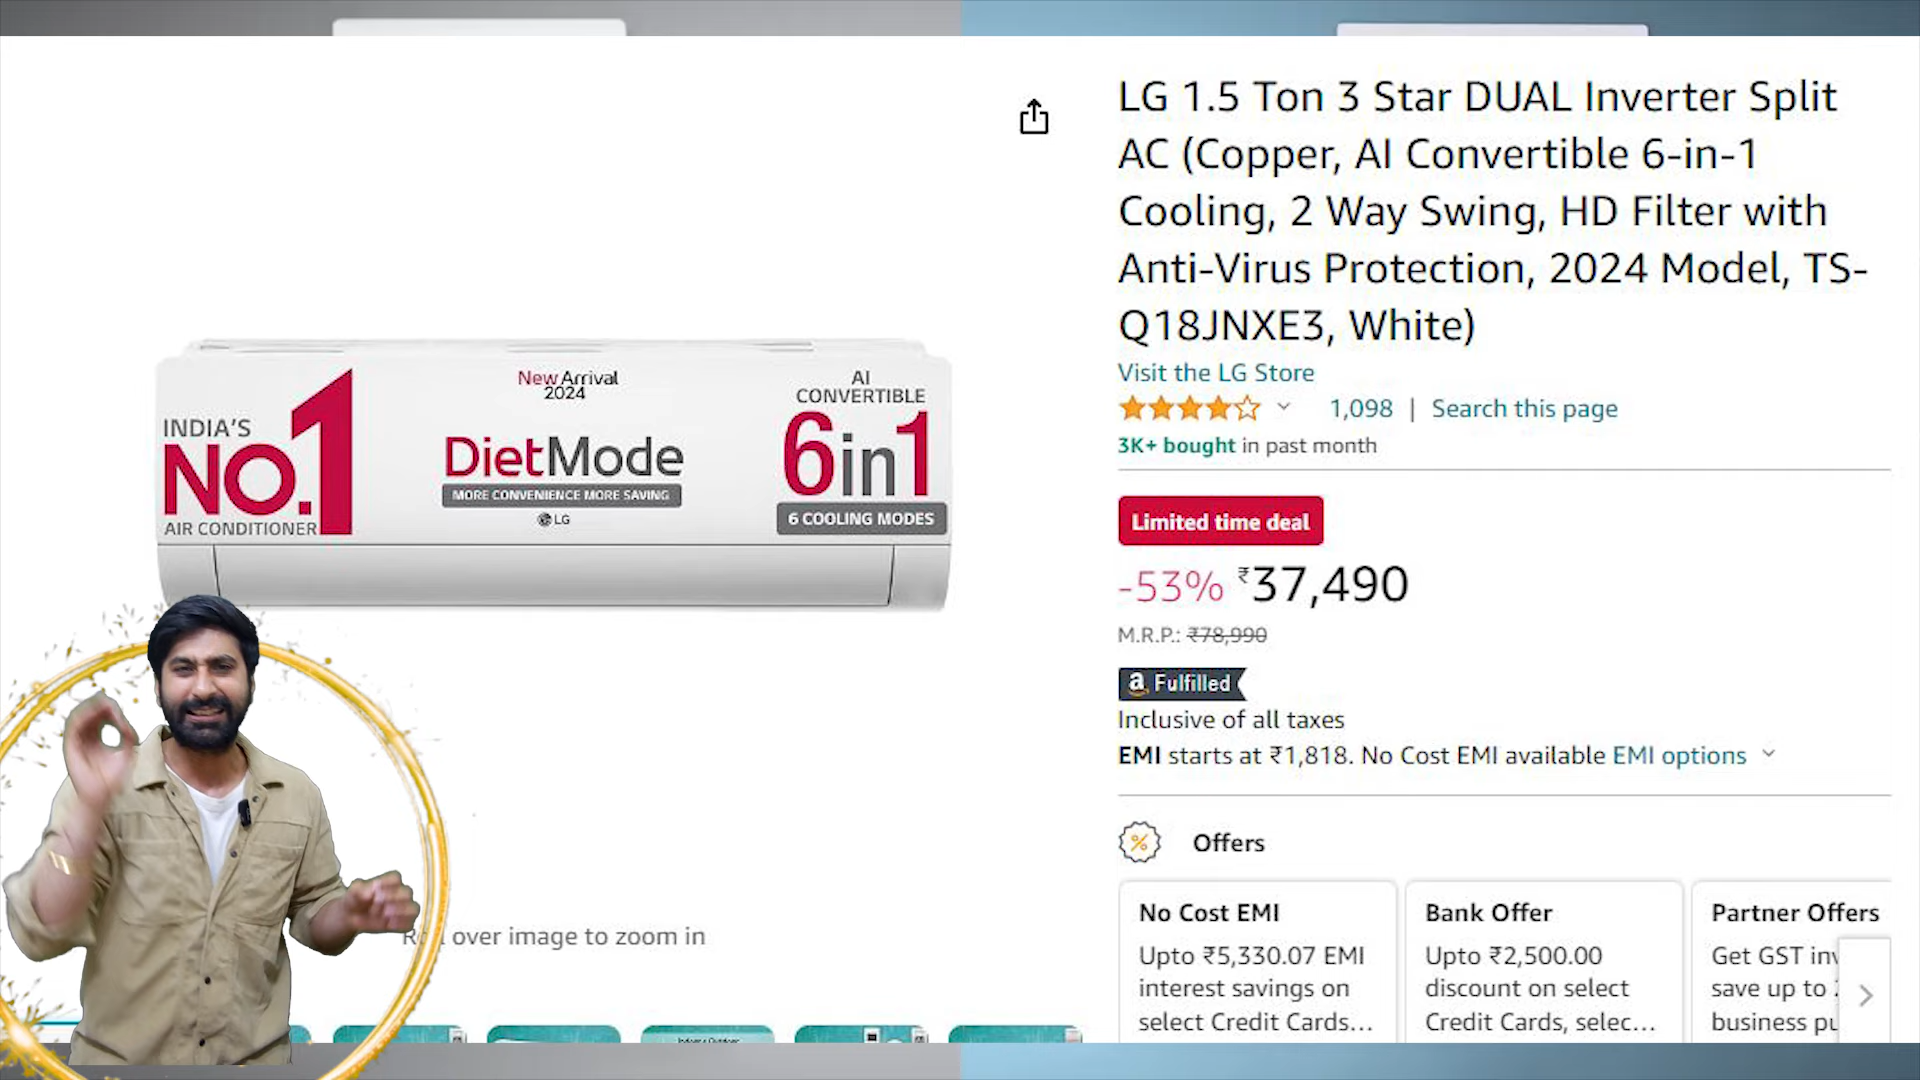 LG 1.5 Ton 3 Star DUAL Inverter Split
AC (Copper, AI Convertible 6-in-1
Cooling, 2 Way Swing, HD Filter with
Anti-Virus Protection, 2024 Model, TS-
Q18JNXE3, White)
Visit the LG Store
1,098 | Search this page
3K+ bought in past month
Limited time deal
-53% ₹37,490
M.R.P.: ₹78,990
a Fulfilled
Inclusive of all taxes
EMI starts at ₹1,818. No Cost EMI available EMI options
% Offers
No Cost EMI
Upto ₹5,330.07 EMI
interest savings on
select Credit Cards...
Bank Offer
Upto ₹2,500.00
discount on select
Credit Cards, selec...
Partner Offers
Get GST
save up to
business
INDIA'S
NO.1
AIR CONDITIONER
New Arrival
2024
DietMode
MORE CONVENIENCE MORE SAVING
LG
AI
CONVERTIBLE
6in1
6 COOLING MODES
over image to zoom in